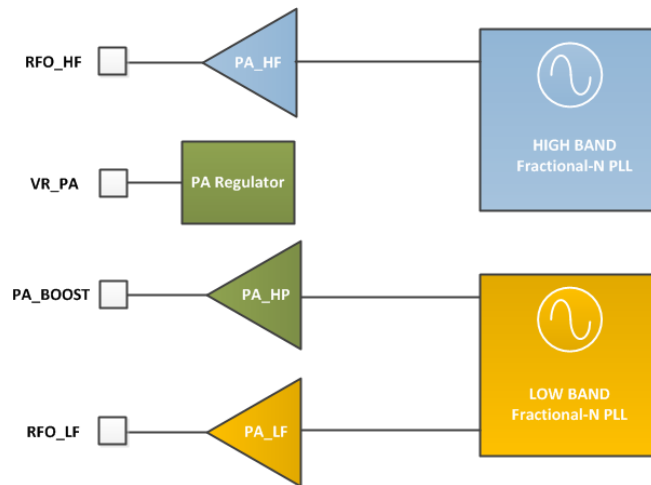 RFO_HF
PA_HF
HIGH BAND
Fractional-N PLL
VR_PA
PA Regulator
PA_BOOST
PA_HP
RFO_LF
PA_LF
LOW BAND
Fractional-N PLL